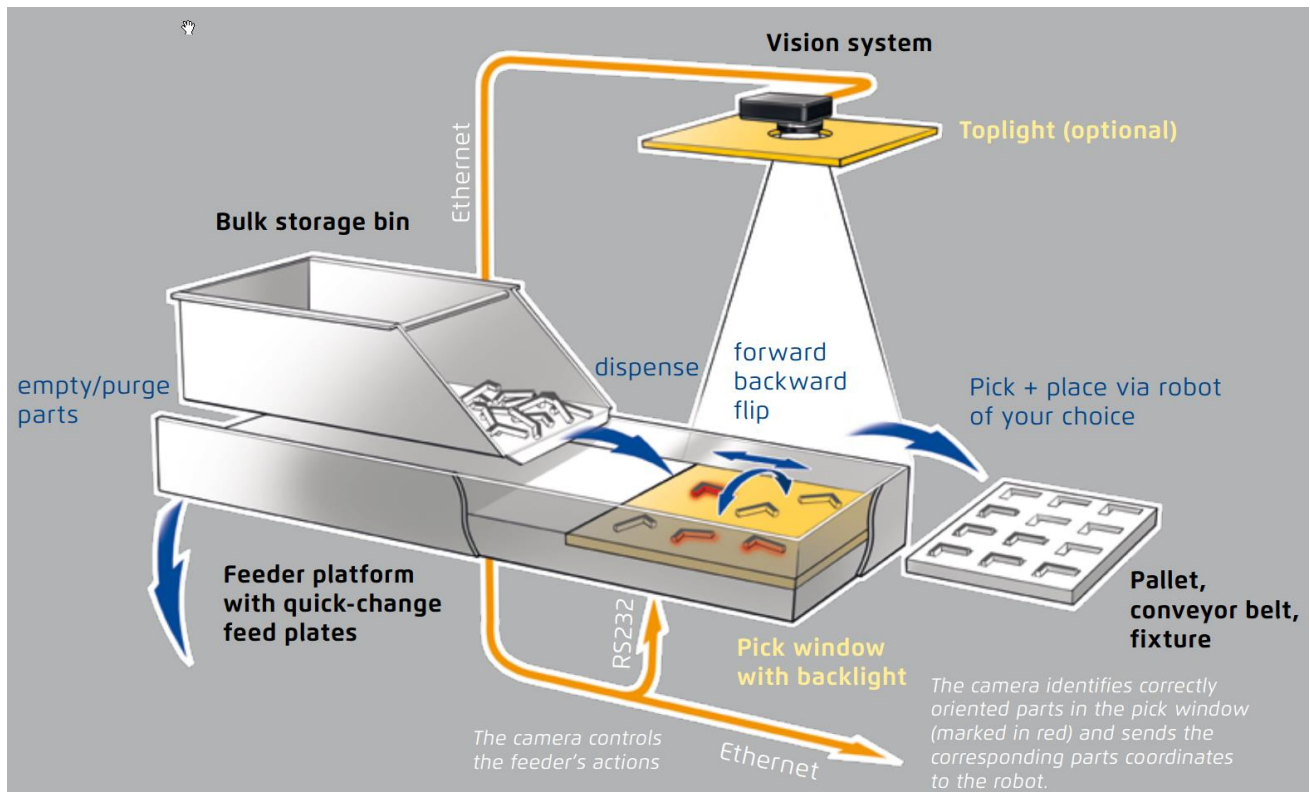 Vision system
Toplight (optional)
Ethernet
Bulk storage bin
empty/purge
parts
dispense
forward
backward
flip
Pick + place via robot
of your choice
Feeder platform
with quick-change
feed plates
RS232
Pick window
with backlight
Pallet,
conveyor belt,
fixture
The camera controls
the feeder's actions
Ethernet
The camera identifies correctly
oriented parts in the pick window
(marked in red) and sends the
corresponding parts coordinates
to the robot.